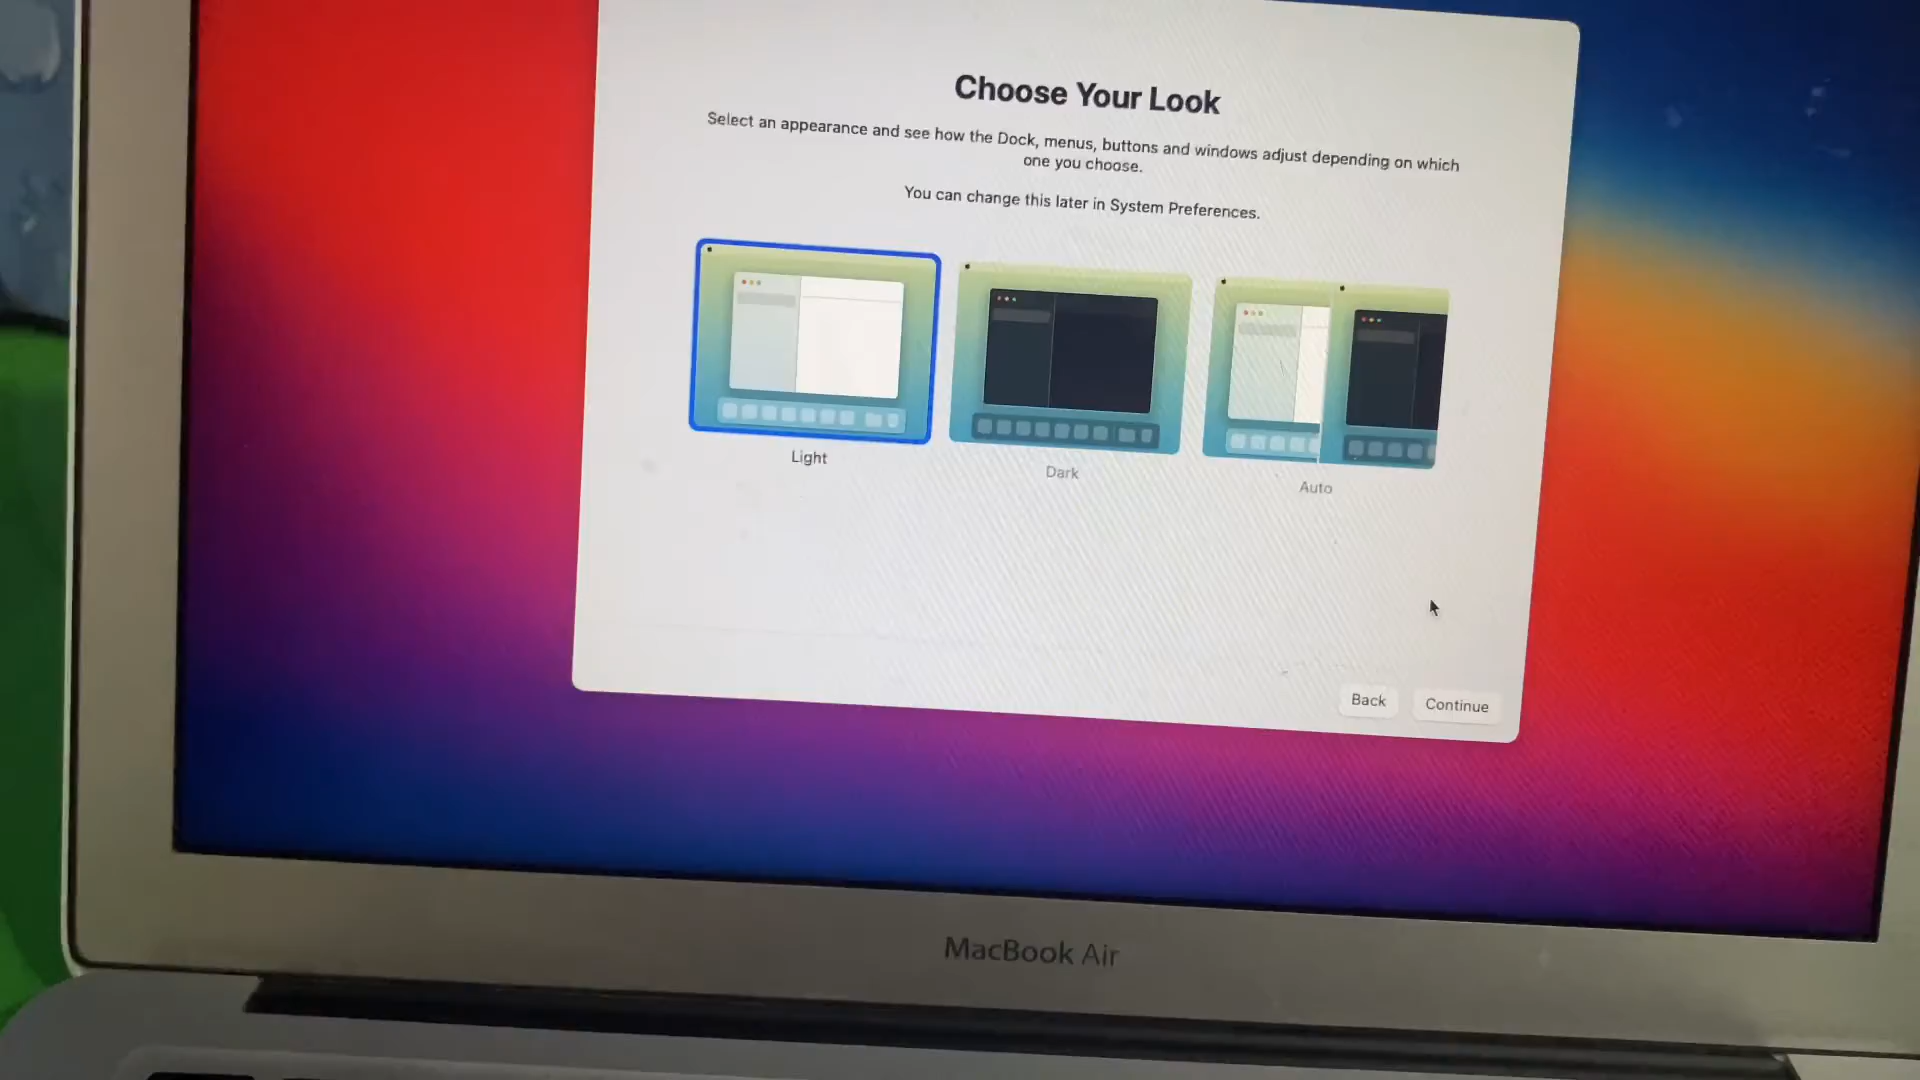 Choose Your Look
Select an appearance and see how the Dock, menus, buttons and windows adjust depending on which
one you choose.
You can change this later in System Preferences.
Light
Dark
Auto
Back
Continue
MacBook Air